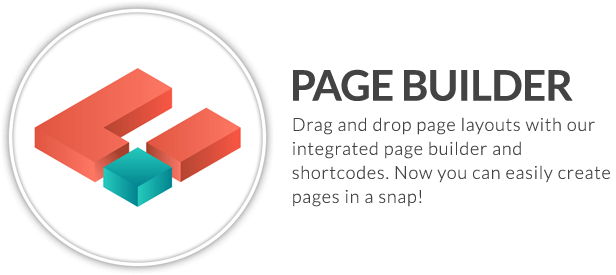 PAGE BUILDER
Drag and drop page layouts with our
integrated page builder and
shortcodes. Now you can easily create
pages in a snap!